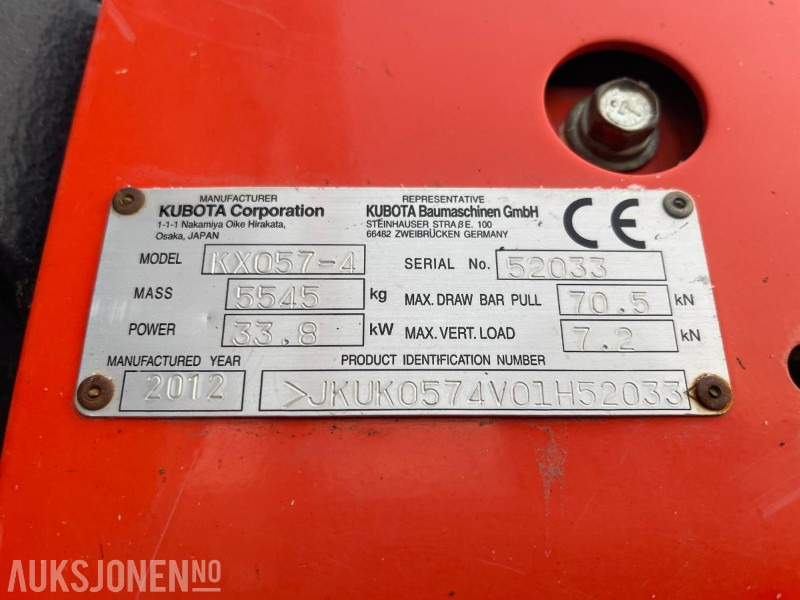 MANUFACTURER
KUBOTA Corporation
1-1-1 Nakamiya Oike Hirakata,
Osaka, JAPAN
REPRESENTATIVE
KUBOTA Baumaschinen GmbH
STEINHAUSER STRAßE. 100
66482 ZWEIBRÜCKEN GERMANY
CE
MODEL KX057-4 SERIAL No. 52033
MASS 5545 kg MAX. DRAW BAR PULL 70.5 kN
POWER 33.8 kW MAX. VERT. LOAD 7.2 kN
MANUFACTURED YEAR PRODUCT IDENTIFICATION NUMBER
2012 >JKUK0574V01H52033<
AUKSJONEN.NO